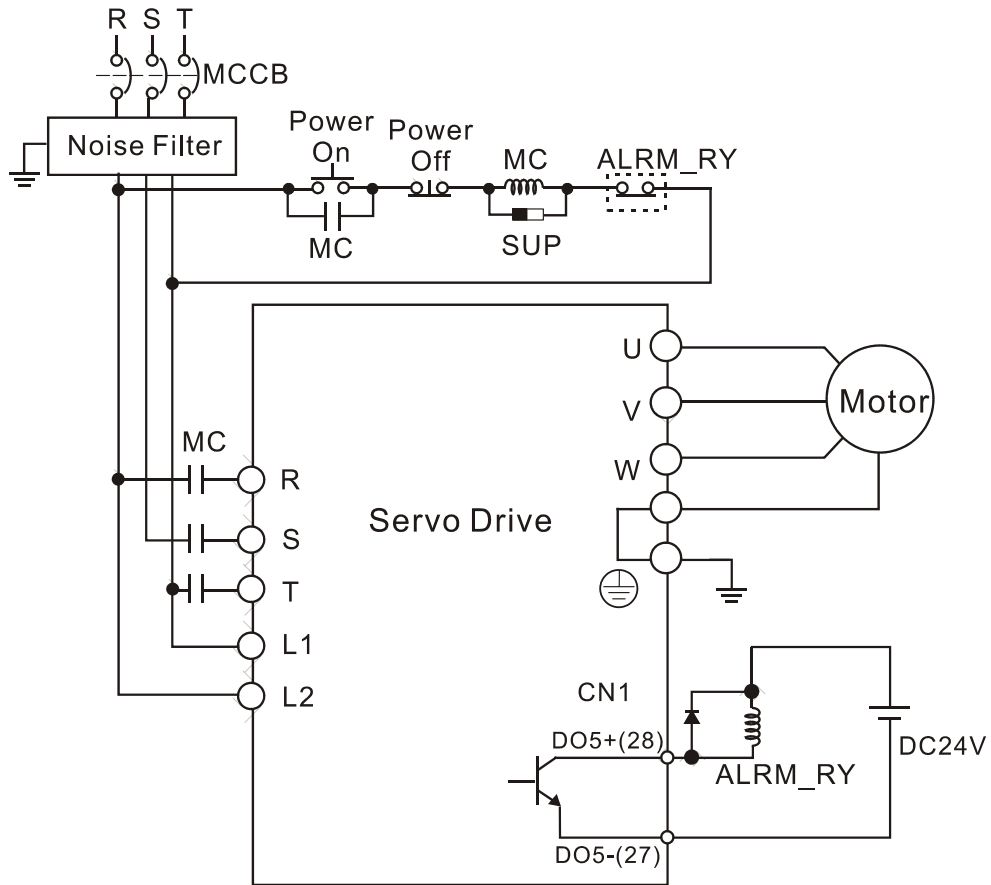 R S T
MCCB
Noise Filter
Power
On
Power
Off
MC
ALRM_RY
MC
SUP
U
V
W
Motor
MC
R
S
T
L1
L2
Servo Drive
CN1
DO5+(28)
ALRM_RY
DC24V
DO5-(27)